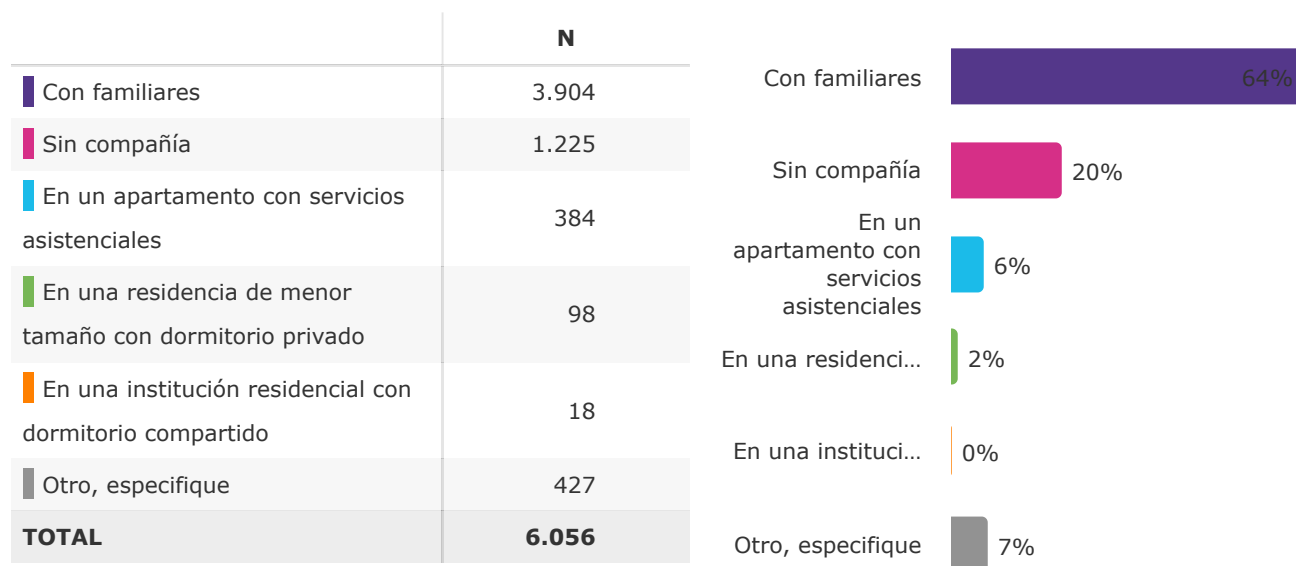 N
Con familiares 3.904
Sin compañía 1.225
En un apartamento con servicios
asistenciales
384
En una residencia de menor
tamaño con dormitorio privado
98
En una institución residencial con
dormitorio compartido
18
Otro, especifique 427
TOTAL 6.056
Con familiares 64%
Sin compañía 20%
En un
apartamento con
servicios
asistenciales
6%
En una residenci... 2%
En una instituci... 0%
Otro, especifique 7%